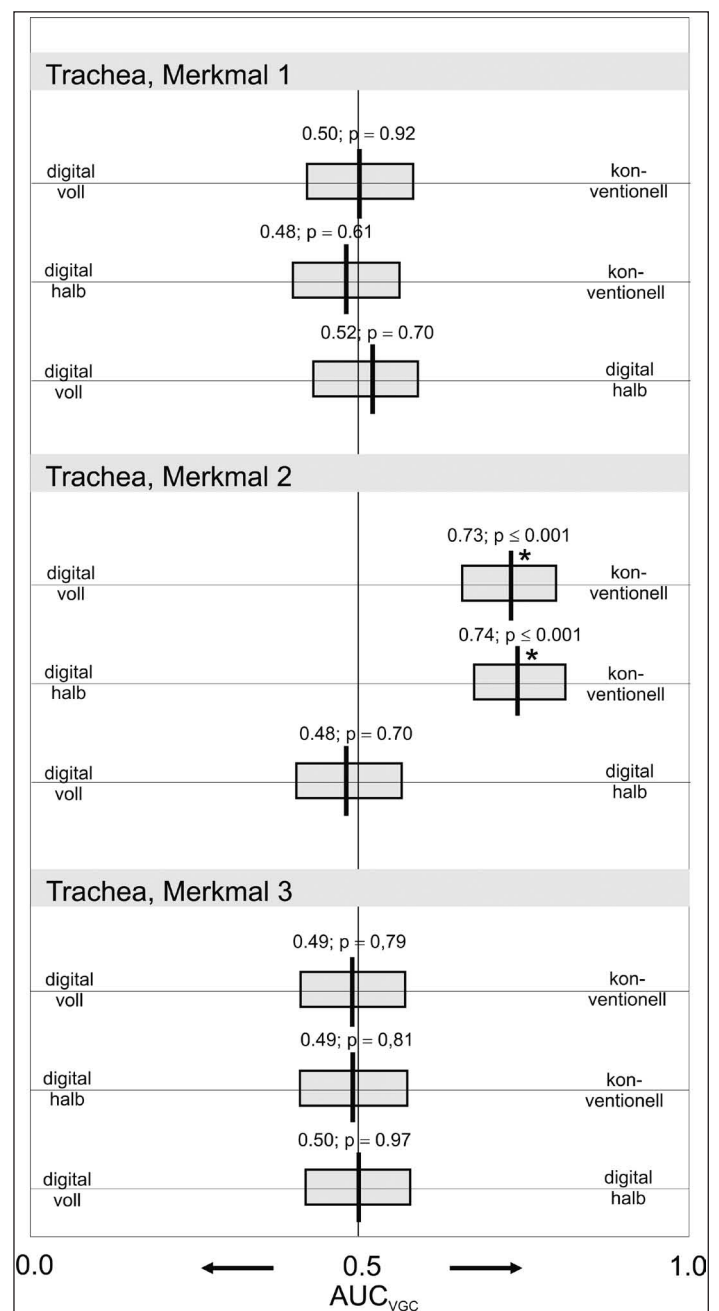 Trachea, Merkmal 1
0.50; p = 0.92
digital
voll
kon-
ventionell
0.48; p = 0.61
digital
halb
kon-
ventionell
0.52; p = 0.70
digital
voll
digital
halb
Trachea, Merkmal 2
0.73; p ≤ 0.001
*
digital
voll
kon-
ventionell
0.74; p ≤ 0.001
*
digital
halb
kon-
ventionell
0.48; p = 0.70
digital
voll
digital
halb
Trachea, Merkmal 3
0.49; p = 0,79
digital
voll
kon-
ventionell
0.49; p = 0,81
digital
halb
kon-
ventionell
0.50; p = 0.97
digital
voll
digital
halb
0.0 0.5 1.0
AUCVGC